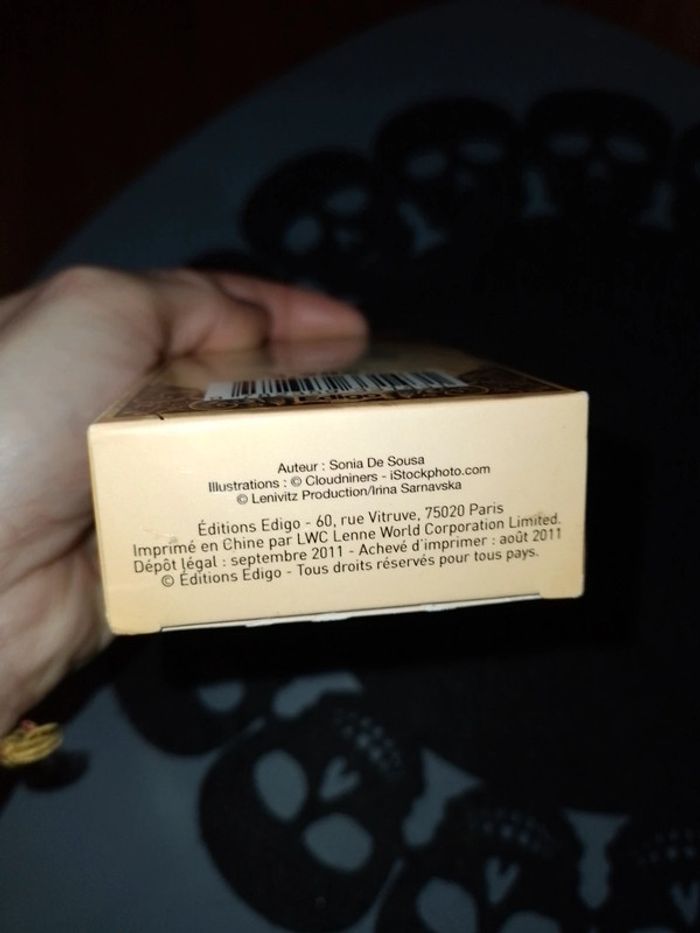 Auteur : Sonia De Sousa
Illustrations : © Cloudniners - iStockphoto.com
© Lenivitz Production/Irina Sarnavska
Éditions Edigo - 60, rue Vitruve, 75020 Paris
Imprimé en Chine par LWC Lenne World Corporation Limited.
Dépôt légal : septembre 2011 - Achevé d'imprimer : août 2011
© Éditions Edigo - Tous droits réservés pour tous pays.